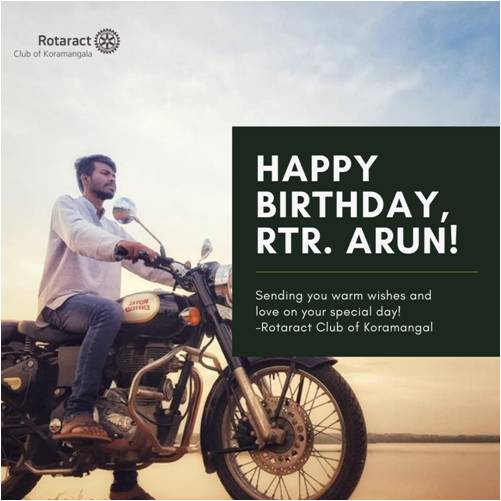 Rotaract
Club of Koramangala
HAPPY
BIRTHDAY,
RTR. ARUN!
Sending you warm wishes and
love on your special day!
-Rotaract Club of Koramangal